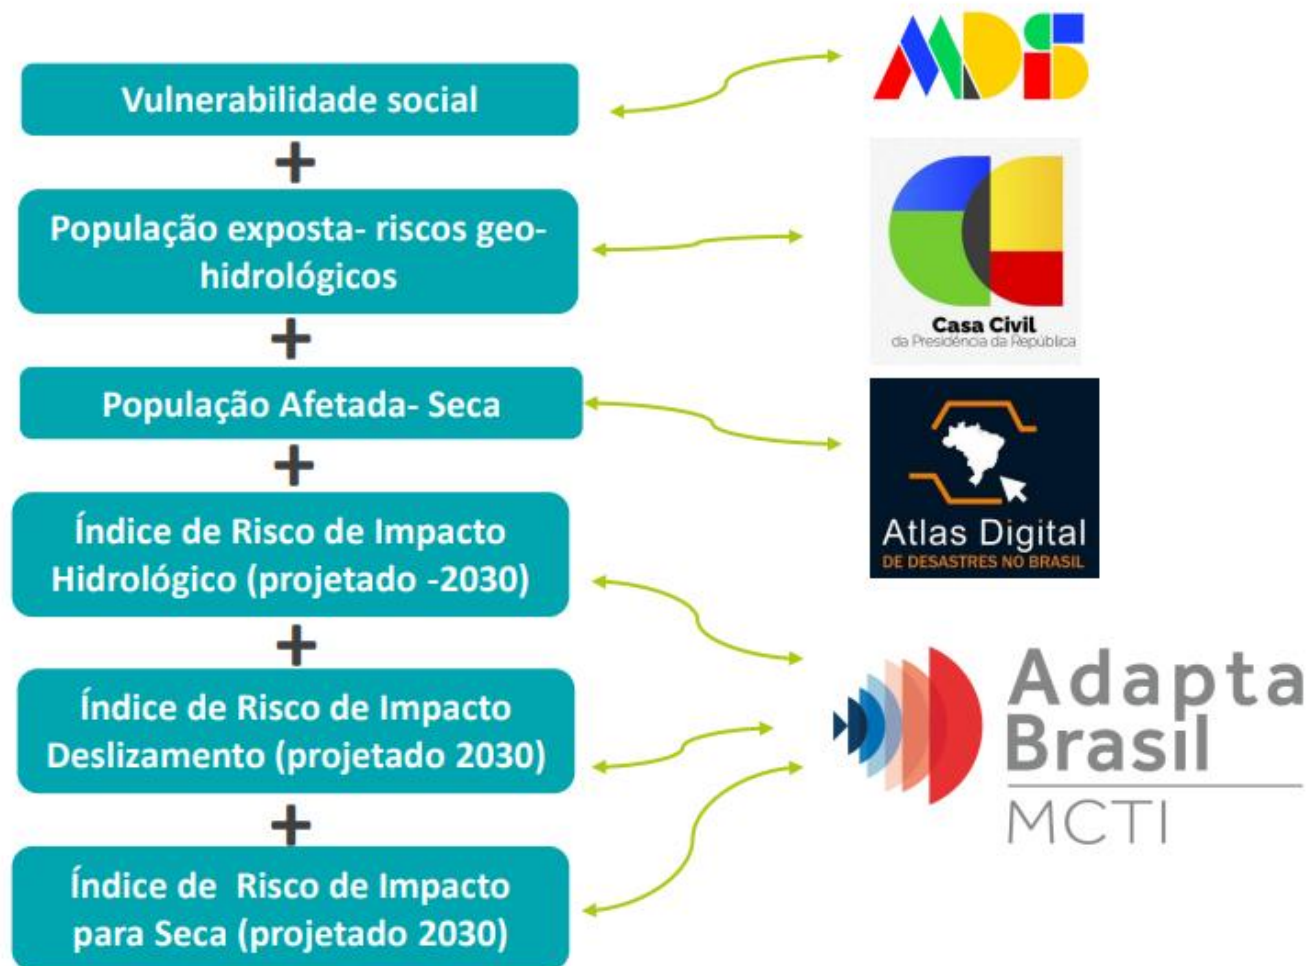 Vulnerabilidade social
+
População exposta- riscos geo-
hidrológicos
+
População Afetada- Seca
+
Índice de Risco de Impacto
Hidrológico (projetado -2030)
+
Índice de Risco de Impacto
Deslizamento (projetado 2030)
+
Índice de Risco de Impacto
para Seca (projetado 2030)
MDS
Casa Civil
da Presidência da República
Atlas Digital
DE DESASTRES NO BRASIL
Adapta
Brasil
MCTI